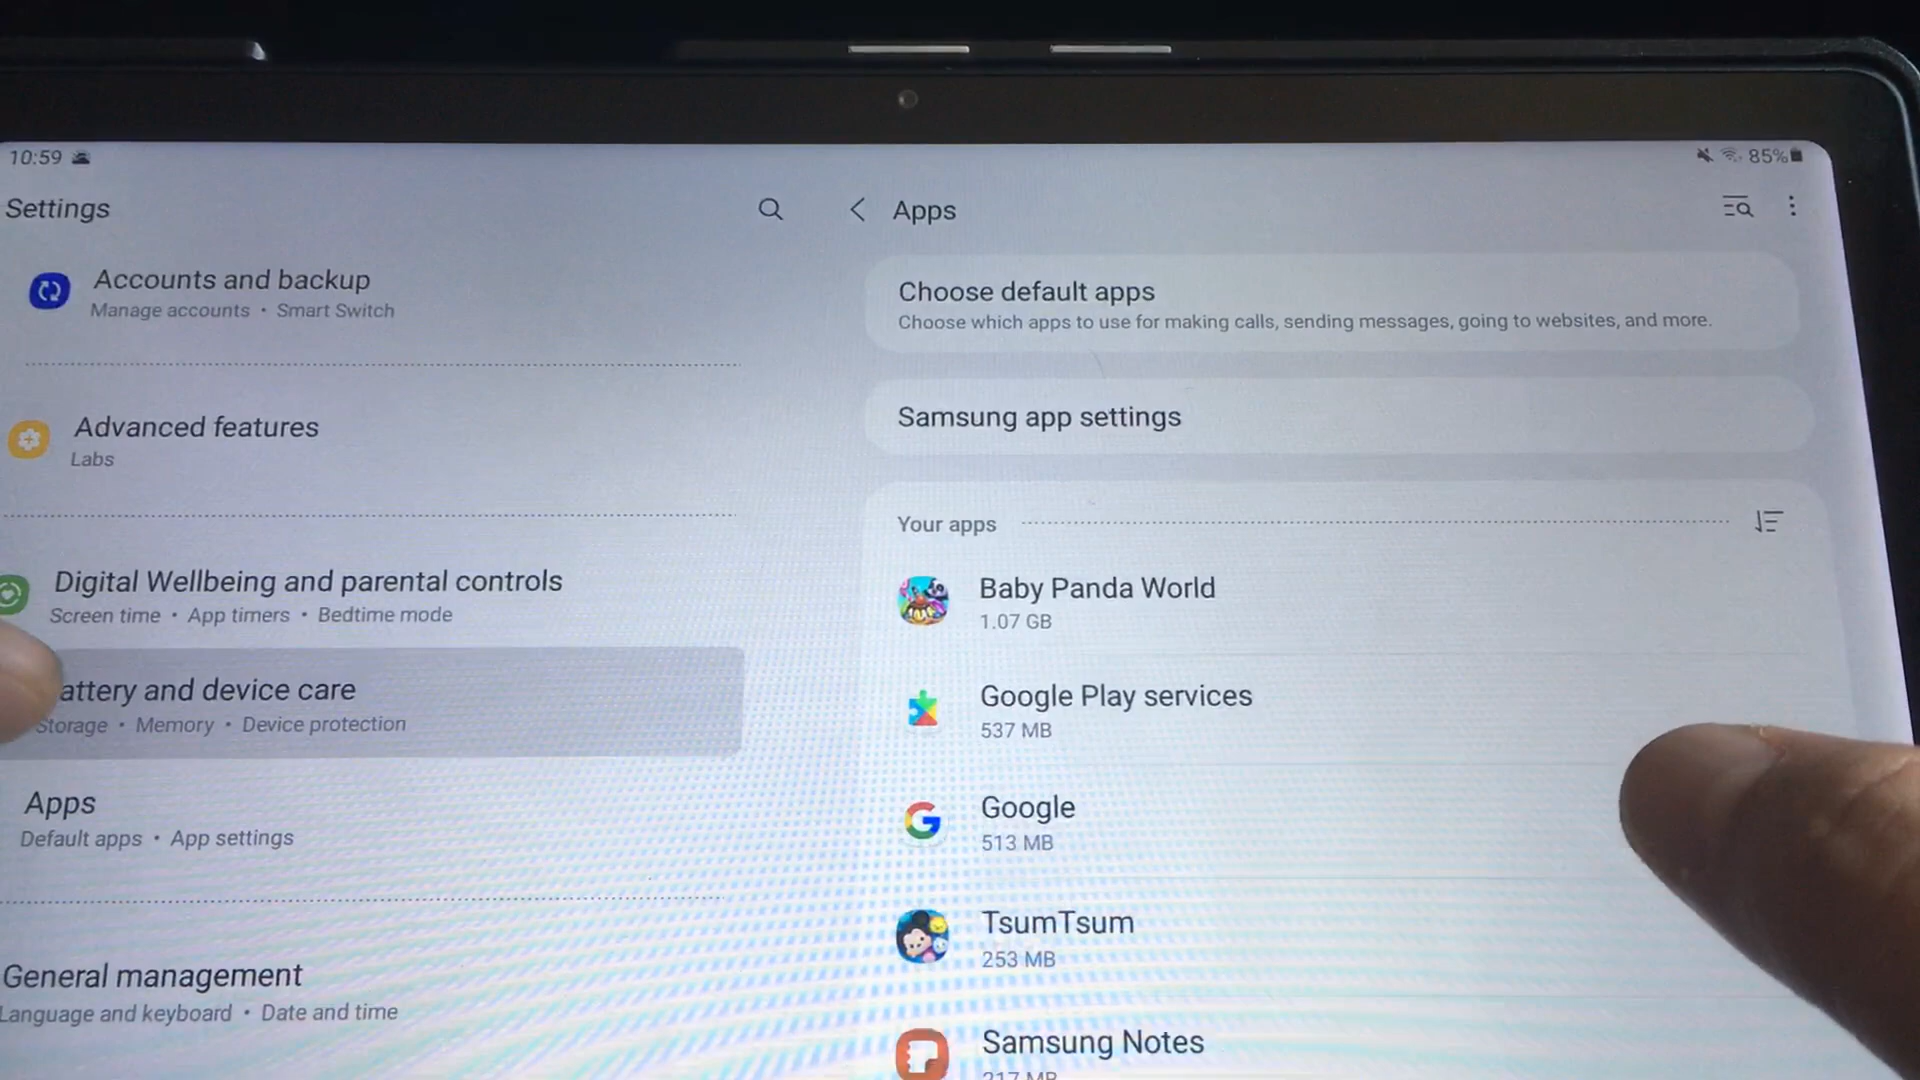 10:59
85%
Settings
Accounts and backup
Manage accounts • Smart Switch
Advanced features
Labs
Digital Wellbeing and parental controls
Screen time • App timers • Bedtime mode
attery and device care
Storage • Memory • Device protection
Apps
Default apps • App settings
General management
Language and keyboard • Date and time
Apps
Choose default apps
Choose which apps to use for making calls, sending messages, going to websites, and more.
Samsung app settings
Your apps
Baby Panda World
1.07 GB
Google Play services
537 MB
Google
513 MB
TsumTsum
253 MB
Samsung Notes
217 MB